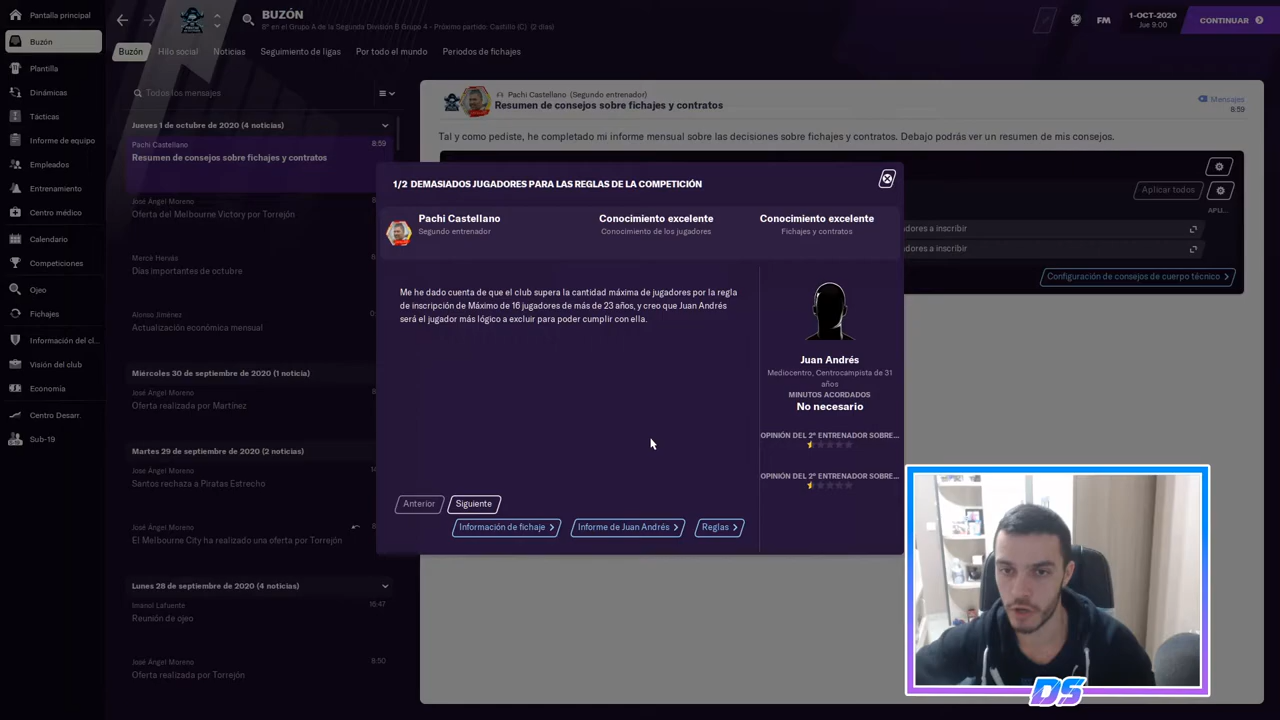 Pantalla principal
Buzón
Plantilla
Dinámicas
Tácticas
Informe de equipo
Empleados
Entrenamiento
Centro médico
Calendario
Competiciones
Ojeo
Fichajes
Información del cl...
Visión del club
Economía
Centro Desarr.
Sub-19
BUZÓN
8º en el Grupo A de la Segunda División B Grupo 4 - Próximo partido: Castillo (C) (2 días)
FM
1-OCT-2020
Jue 9:00
CONTINUAR
Buzón
Hilo social
Noticias
Seguimiento de ligas
Por todo el mundo
Periodos de fichajes
Todos los mensajes
Jueves 1 de octubre de 2020 (4 noticias)
Pachi Castellano
8:59
Resumen de consejos sobre fichajes y contratos
José Ángel Moreno
Oferta del Melbourne Victory por Torrejón
Mercè Hervás
Días importantes de octubre
Alonso Jiménez
Actualización económica mensual
Miércoles 30 de septiembre de 2020 (1 noticia)
José Ángel Moreno
Oferta realizada por Martínez
Martes 29 de septiembre de 2020 (2 noticias)
José Ángel Moreno
Santos rechaza a Piratas Estrecho
José Ángel Moreno
El Melbourne City ha realizado una oferta por Torrejón
Lunes 28 de septiembre de 2020 (4 noticias)
Imanol Lafuente
16:47
Reunión de ojeo
José Ángel Moreno
9:50
Oferta realizada por Torrejón
Pachi Castellano (Segundo entrenador)
Resumen de consejos sobre fichajes y contratos
Mensajes
8:59
Tal y como pediste, he completado mi informe mensual sobre las decisiones sobre fichajes y contratos. Debajo podrás ver un resumen de mis consejos.
Aplicar todos
APLI...
adores a inscribir
adores a inscribir
Configuración de consejos de cuerpo técnico
1/2 DEMASIADOS JUGADORES PARA LAS REGLAS DE LA COMPETICIÓN
Pachi Castellano
Segundo entrenador
Conocimiento excelente
Conocimiento de los jugadores
Conocimiento excelente
Fichajes y contratos
Me he dado cuenta de que el club supera la cantidad máxima de jugadores por la regla
de inscripción de Máximo de 16 jugadores de más de 23 años, y creo que Juan Andrés
será el jugador más lógico a excluir para poder cumplir con ella.
Juan Andrés
Mediocentro, Centrocampista de 31
años
MINUTOS ACORDADOS
No necesario
OPINIÓN DEL 2º ENTRENADOR SOBRE...
OPINIÓN DEL 2º ENTRENADOR SOBRE...
Anterior
Siguiente
Información de fichaje
Informe de Juan Andrés
Reglas
DS